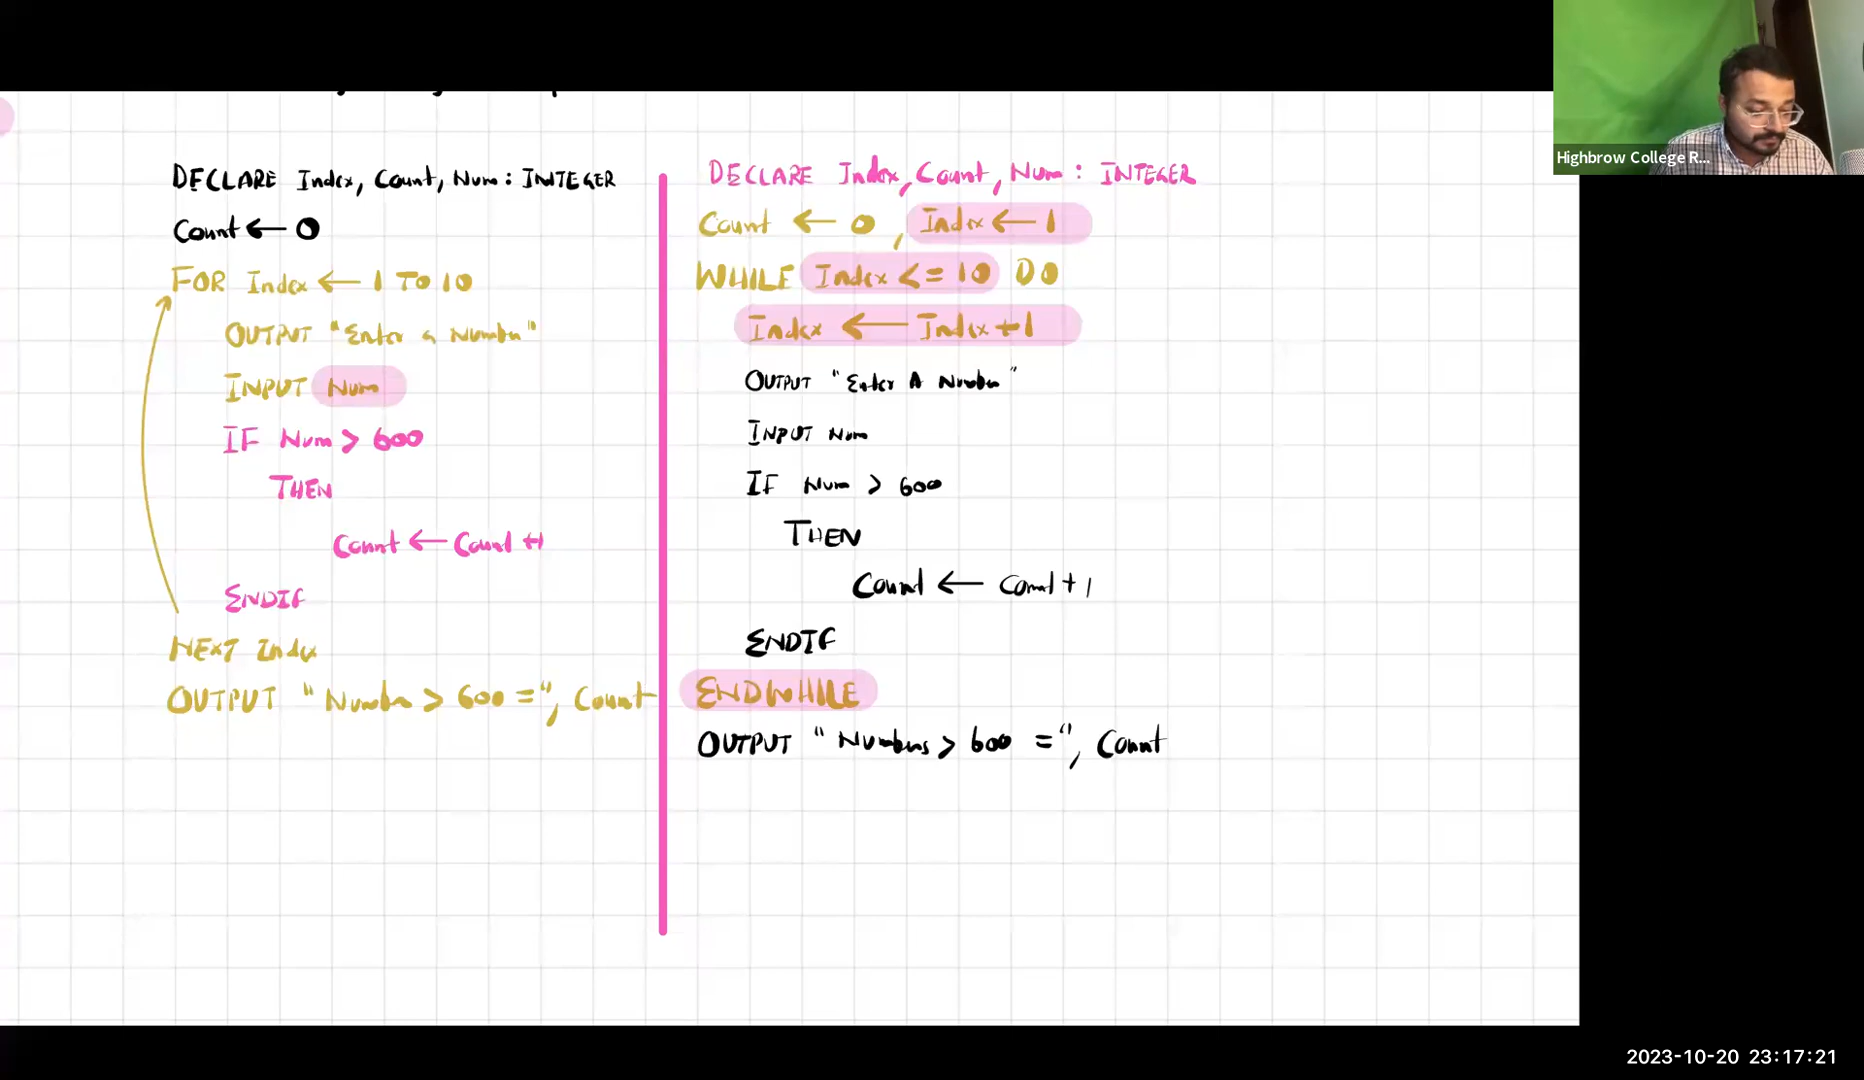 DECLARE Index, Count, Num : INTEGER
Count ← 0
FOR Index ← 1 TO 10
OUTPUT "Enter a Number"
INPUT Num
IF Num > 600
THEN
Count ← Count + 1
ENDIF
NEXT Index
OUTPUT "Number > 600 =", Count
DECLARE Index, Count, Num : INTEGER
Count ← 0, Index ← 1
WHILE Index <= 10 DO
Index ← Index + 1
OUTPUT "Enter A Number"
INPUT Num
IF Num > 600
THEN
Count ← Count + 1
ENDIF
ENDWHILE
OUTPUT "Numbers > 600 =", Count
Highbrow College R...
2023-10-20 23:17:21